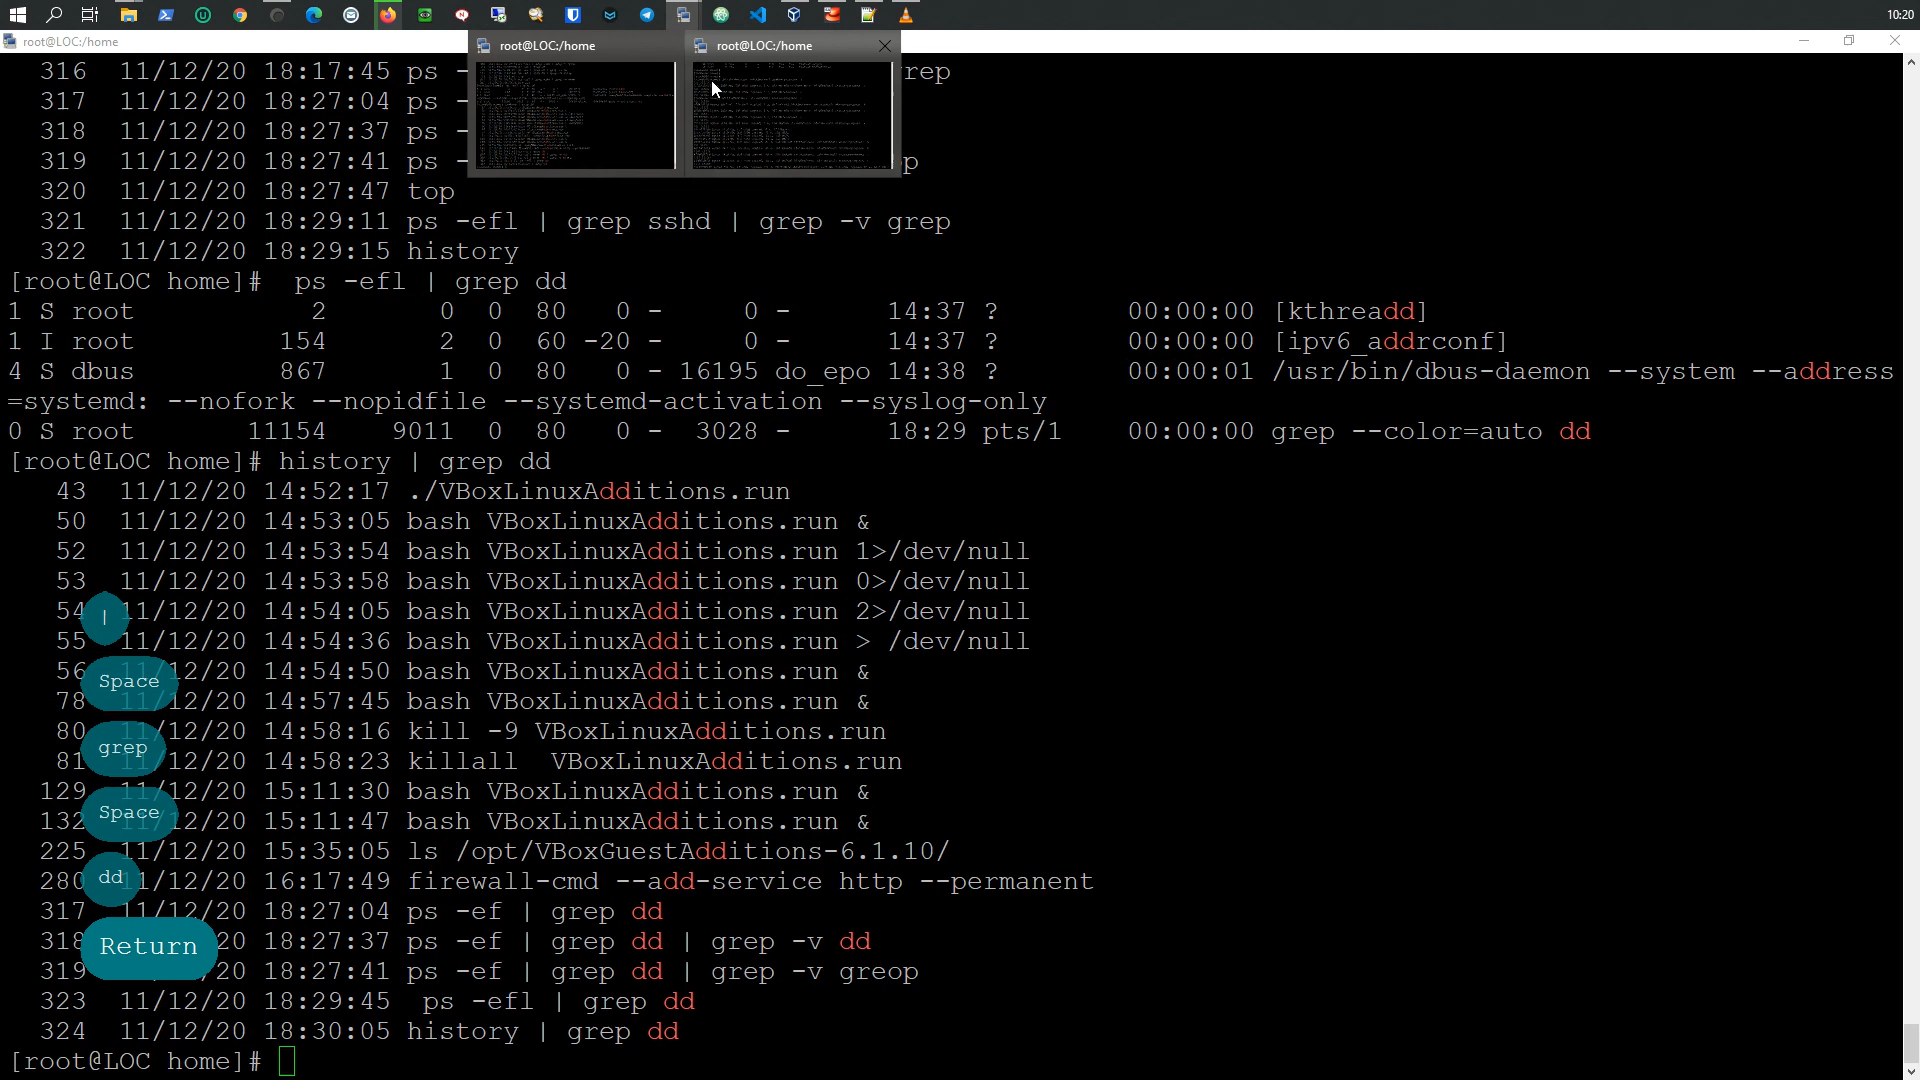 10:20
root@LOC:/home
root@LOC:/home
root@LOC:/home
316 11/12/20 18:17:45 ps - rep
317 11/12/20 18:27:04 ps -
318 11/12/20 18:27:37 ps -
319 11/12/20 18:27:41 ps - p
320 11/12/20 18:27:47 top
321 11/12/20 18:29:11 ps -efl | grep sshd | grep -v grep
322 11/12/20 18:29:15 history
[root@LOC home]#  ps -efl | grep dd
1 S root 2 0 0 80 0 - 0 - 14:37 ? 00:00:00 [kthreadd]
1 I root 154 2 0 60 -20 - 0 - 14:37 ? 00:00:00 [ipv6_addrconf]
4 S dbus 867 1 0 80 0 - 16195 do_epo 14:38 ? 00:00:01 /usr/bin/dbus-daemon --system --address
=systemd: --nofork --nopidfile --systemd-activation --syslog-only
0 S root 11154 9011 0 80 0 - 3028 - 18:29 pts/1 00:00:00 grep --color=auto dd
[root@LOC home]# history | grep dd
43 11/12/20 14:52:17 ./VBoxLinuxAdditions.run
50 11/12/20 14:53:05 bash VBoxLinuxAdditions.run &
52 11/12/20 14:53:54 bash VBoxLinuxAdditions.run 1>/dev/null
53 11/12/20 14:53:58 bash VBoxLinuxAdditions.run 0>/dev/null
54 11/12/20 14:54:05 bash VBoxLinuxAdditions.run 2>/dev/null
55 11/12/20 14:54:36 bash VBoxLinuxAdditions.run > /dev/null
56 11/12/20 14:54:50 bash VBoxLinuxAdditions.run &
78 11/12/20 14:57:45 bash VBoxLinuxAdditions.run &
80 11/12/20 14:58:16 kill -9 VBoxLinuxAdditions.run
81 11/12/20 14:58:23 killall  VBoxLinuxAdditions.run
129 11/12/20 15:11:30 bash VBoxLinuxAdditions.run &
132 11/12/20 15:11:47 bash VBoxLinuxAdditions.run &
225 11/12/20 15:35:05 ls /opt/VBoxGuestAdditions-6.1.10/
280 11/12/20 16:17:49 firewall-cmd --add-service http --permanent
317 11/12/20 18:27:04 ps -ef | grep dd
318 20 18:27:37 ps -ef | grep dd | grep -v dd
319 20 18:27:41 ps -ef | grep dd | grep -v greop
323 11/12/20 18:29:45  ps -efl | grep dd
324 11/12/20 18:30:05 history | grep dd
[root@LOC home]#
|
Space
grep
Space
dd
Return